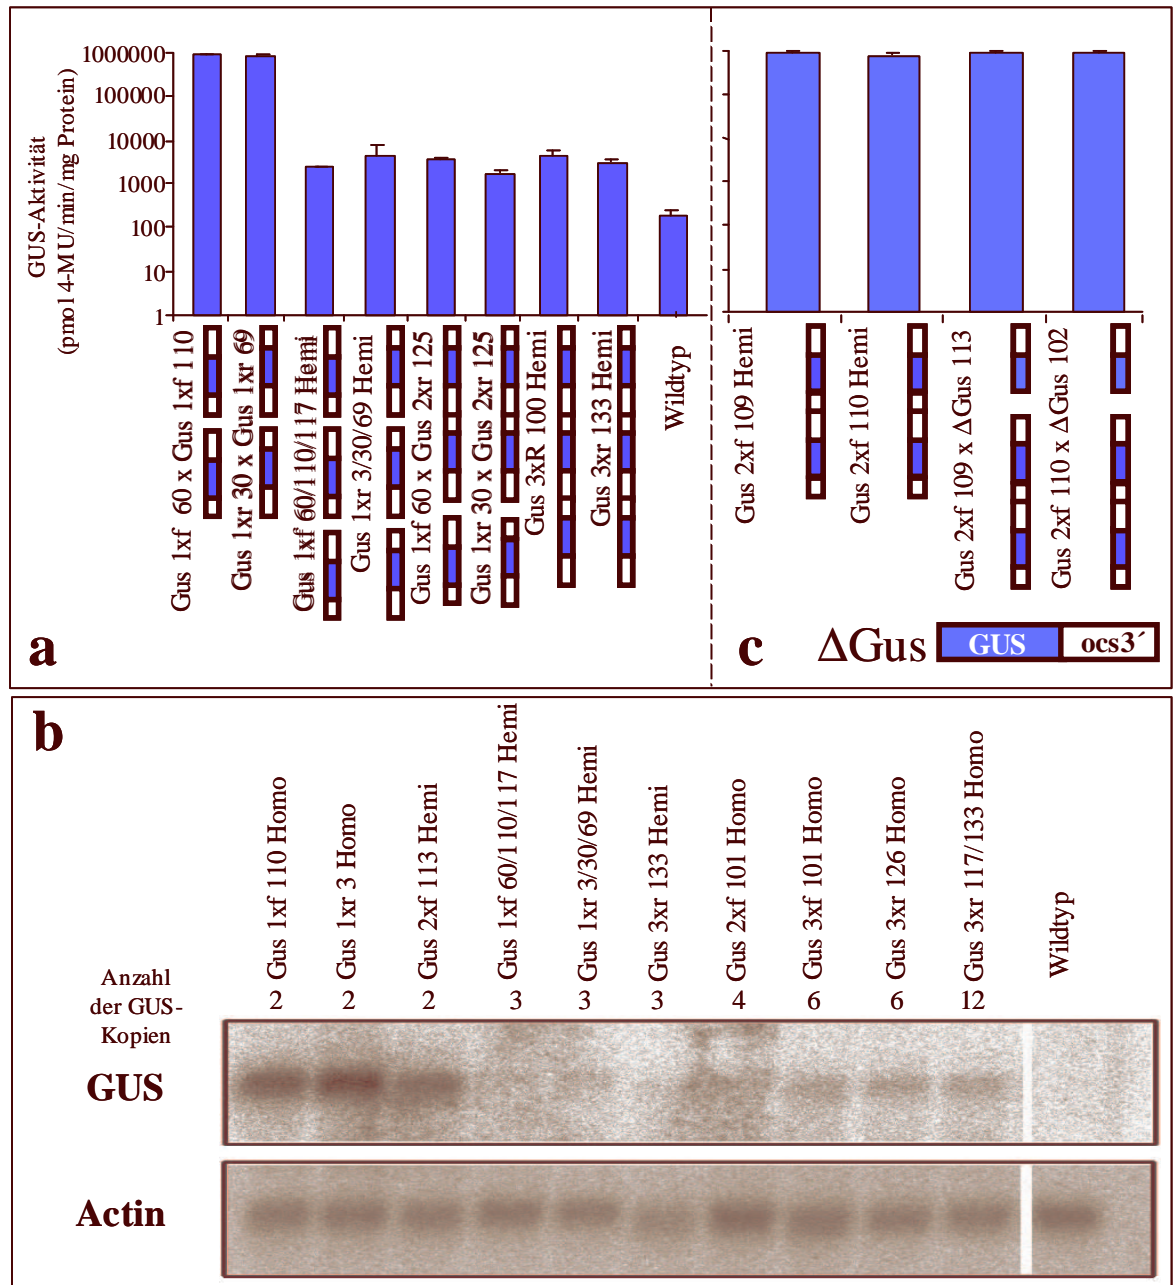 GUS-Aktivität
(pmol 4-MU/min/mg Protein)
1000000
100000
10000
1000
100
10
1
Gus 1xf 60 x Gus 1xf 110
Gus 1xr 30 x Gus 1xr 69
Gus 1xf 60/110/117 Hemi
Gus 1xr 3/30/69 Hemi
Gus 1xf 60 x Gus 2xr 125
Gus 1xr 30 x Gus 2xr 125
Gus 3xR 100 Hemi
Gus 3xr 133 Hemi
Wildtyp
a
Gus 2xf 109 Hemi
Gus 2xf 110 Hemi
Gus 2xf 109 x ΔGus 113
Gus 2xf 110 x ΔGus 102
c
ΔGus
GUS
ocs3´
b
Gus 1xf 110 Homo
Gus 1xr 3 Homo
Gus 2xf 113 Hemi
Gus 1xf 60/110/117 Hemi
Gus 1xr 3/30/69 Hemi
Gus 3xr 133 Hemi
Gus 2xf 101 Homo
Gus 3xf 101 Homo
Gus 3xr 126 Homo
Gus 3xr 117/133 Homo
Wildtyp
Anzahl
der GUS-
Kopien
2 2 2 3 3 3 4 6 6 12
GUS
Actin